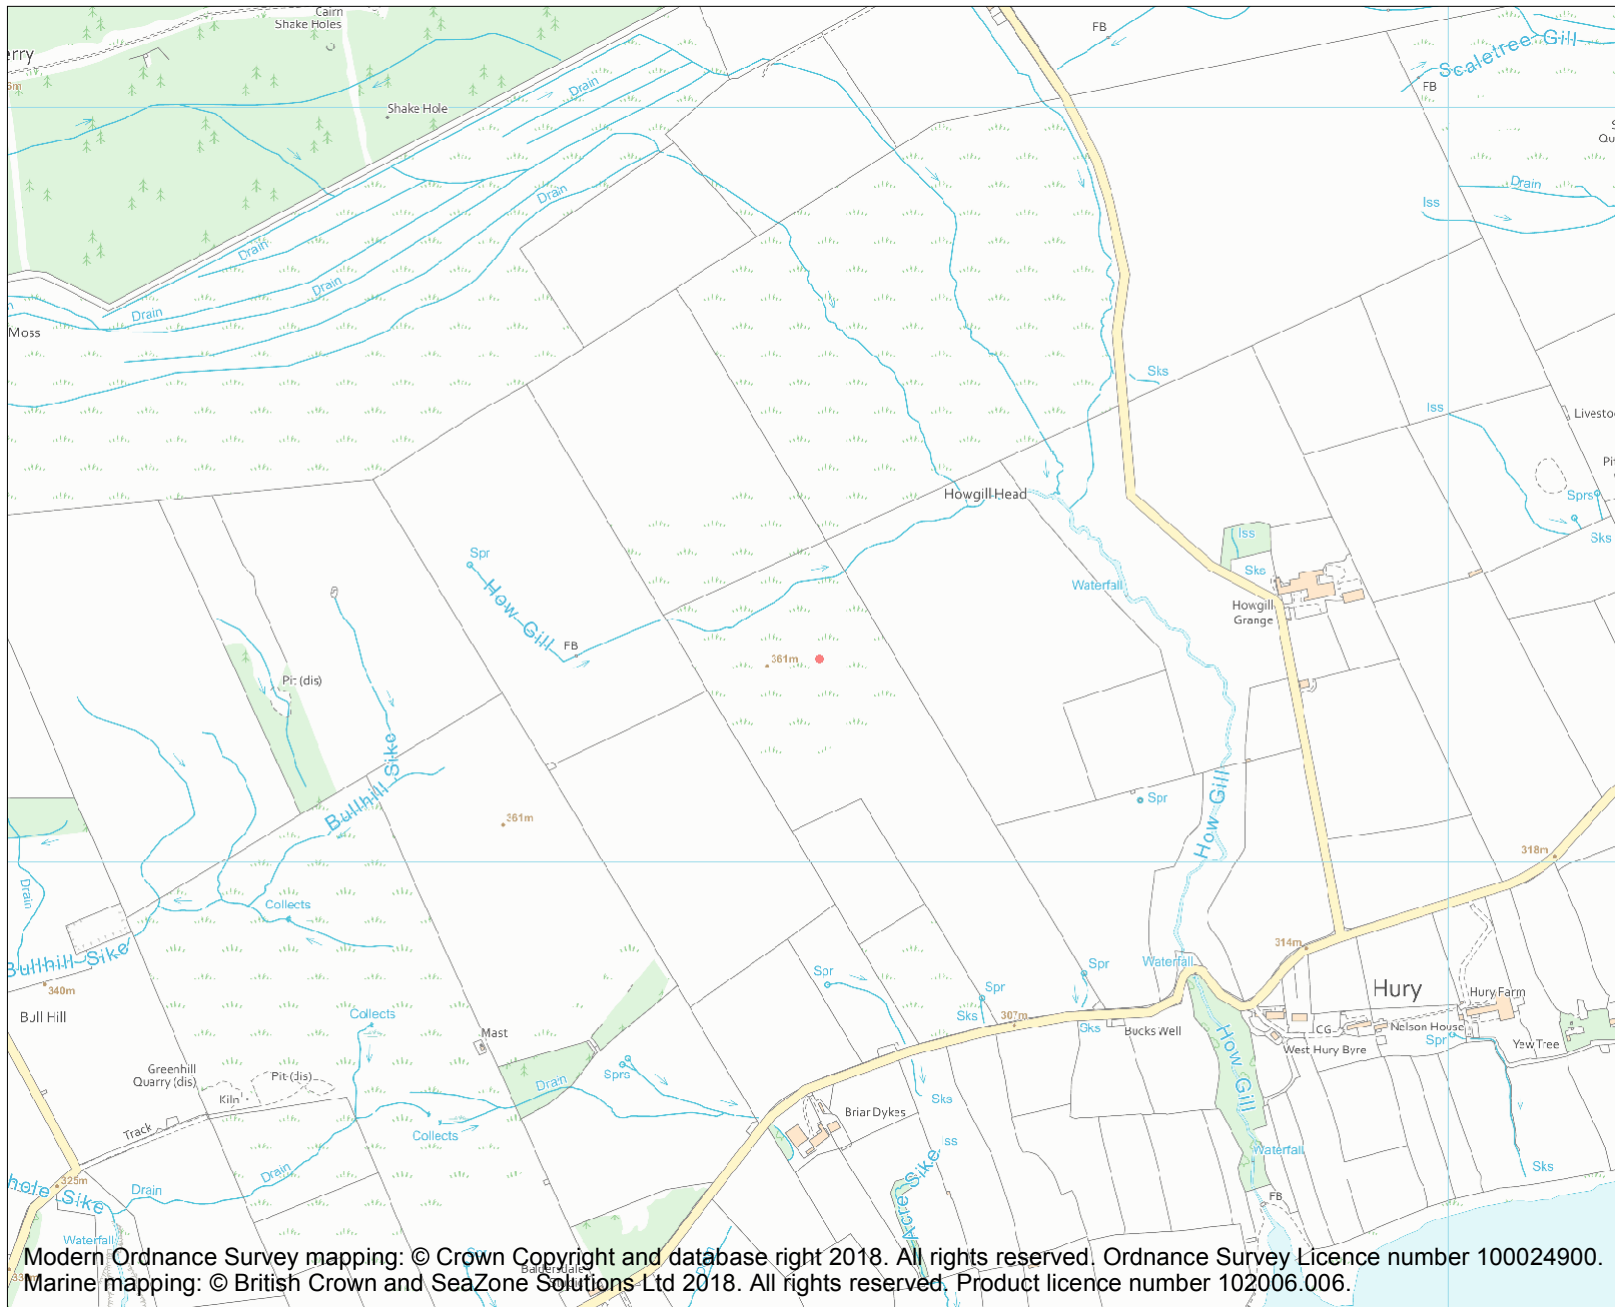 Cairn
Shake Holes
FB
Scaletree Gill
FB
erry
Drain
Shake Hole
Drain
Drain
Iss
Drain
Drain
Drain
Moss
Sks
Iss
Howgill Head
Sprs
Sks
Spr
How Gill
FB
Iss
Sks
Waterfall
Howgill
Grange
361m
Pit (dis)
Bullhill Sike
361m
Spr
How Gill
318m
Drain
Collects
Bullhill Sike
340m
Bull Hill
314m
Waterfall
Spr
Spr
Spr
Sks
307m
Sks
Bucks Well
Hury
Hury Farm
CG
Nelson House
Spr
West Hury Byre
Yew Tree
Collects
Mast
How Gill
Greenhill
Quarry (dis)
Pit (dis)
Kiln
Sprs
Drain
Sks
Briar Dykes
Track
Collects
Iss
Acre Sike
Waterfall
Sks
Drain
325m
hole Sike
Drain
FB
Waterfall
Drain
Modern Ordnance Survey mapping: © Crown Copyright and database right 2018. All rights reserved. Ordnance Survey Licence number 100024900.
Marine mapping: © British Crown and SeaZone Solutions Ltd 2018. All rights reserved. Product licence number 102006.006.